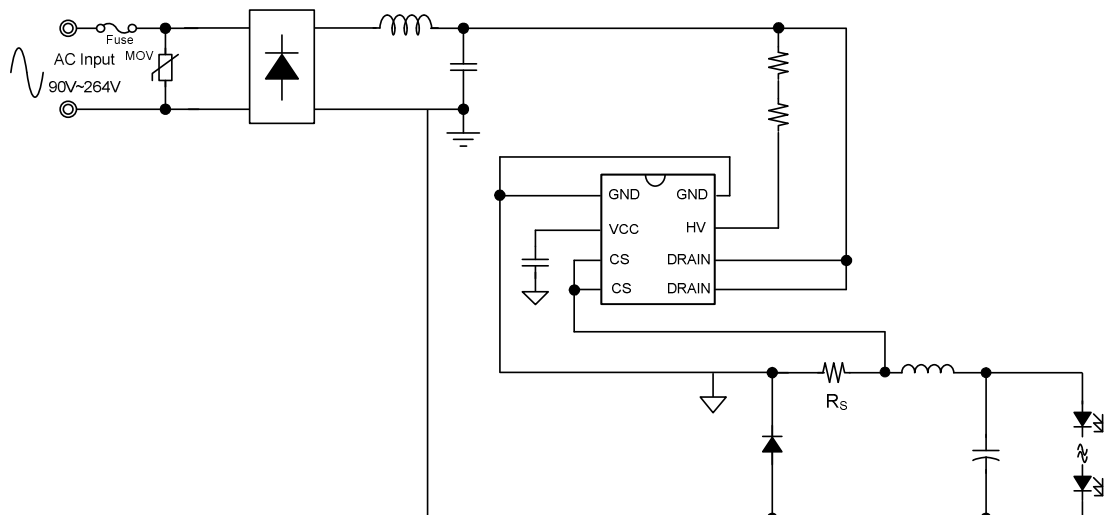 Fuse
MOV
AC Input
90V~264V
GND
GND
VCC
HV
CS
DRAIN
CS
DRAIN
RS